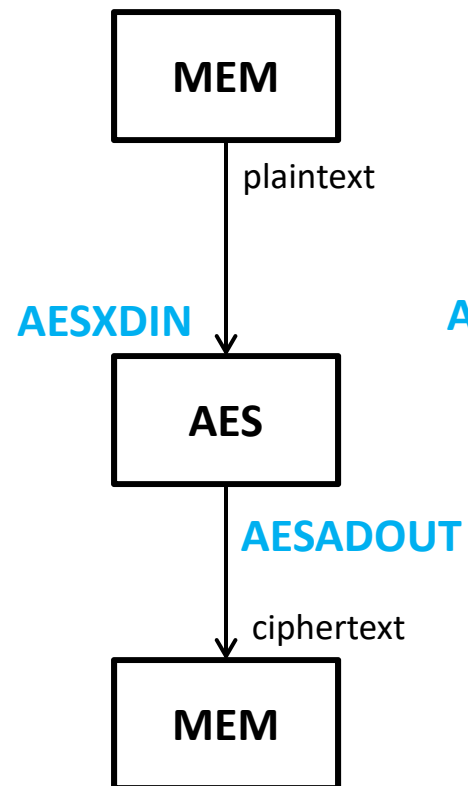 MEM
plaintext
AESXDIN
A
AES
AESADOUT
ciphertext
MEM